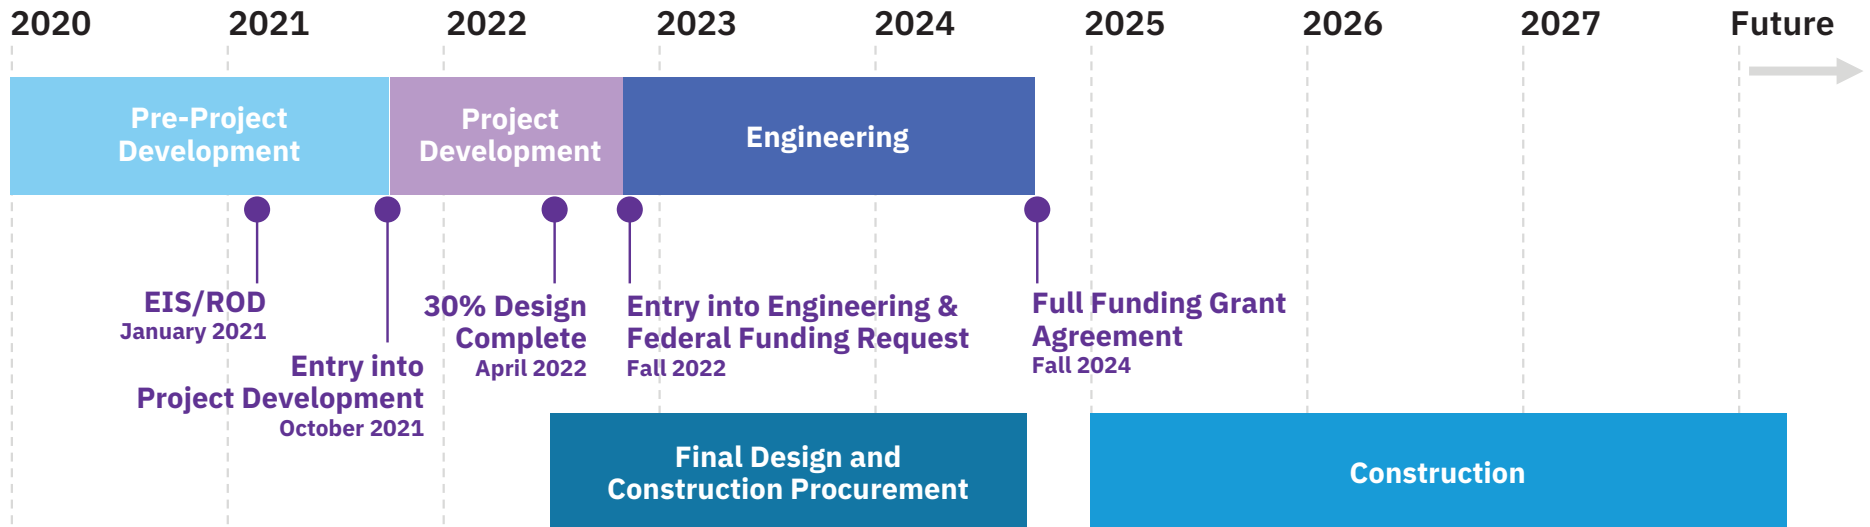 2020 2021 2022 2023 2024 2025 2026 2027 Future
Pre-Project
Development
Project
Development
Engineering
EIS/ROD
January 2021
Entry into
Project Development
October 2021
30% Design
Complete
April 2022
Entry into Engineering &
Federal Funding Request
Fall 2022
Full Funding Grant
Agreement
Fall 2024
Final Design and
Construction Procurement
Construction